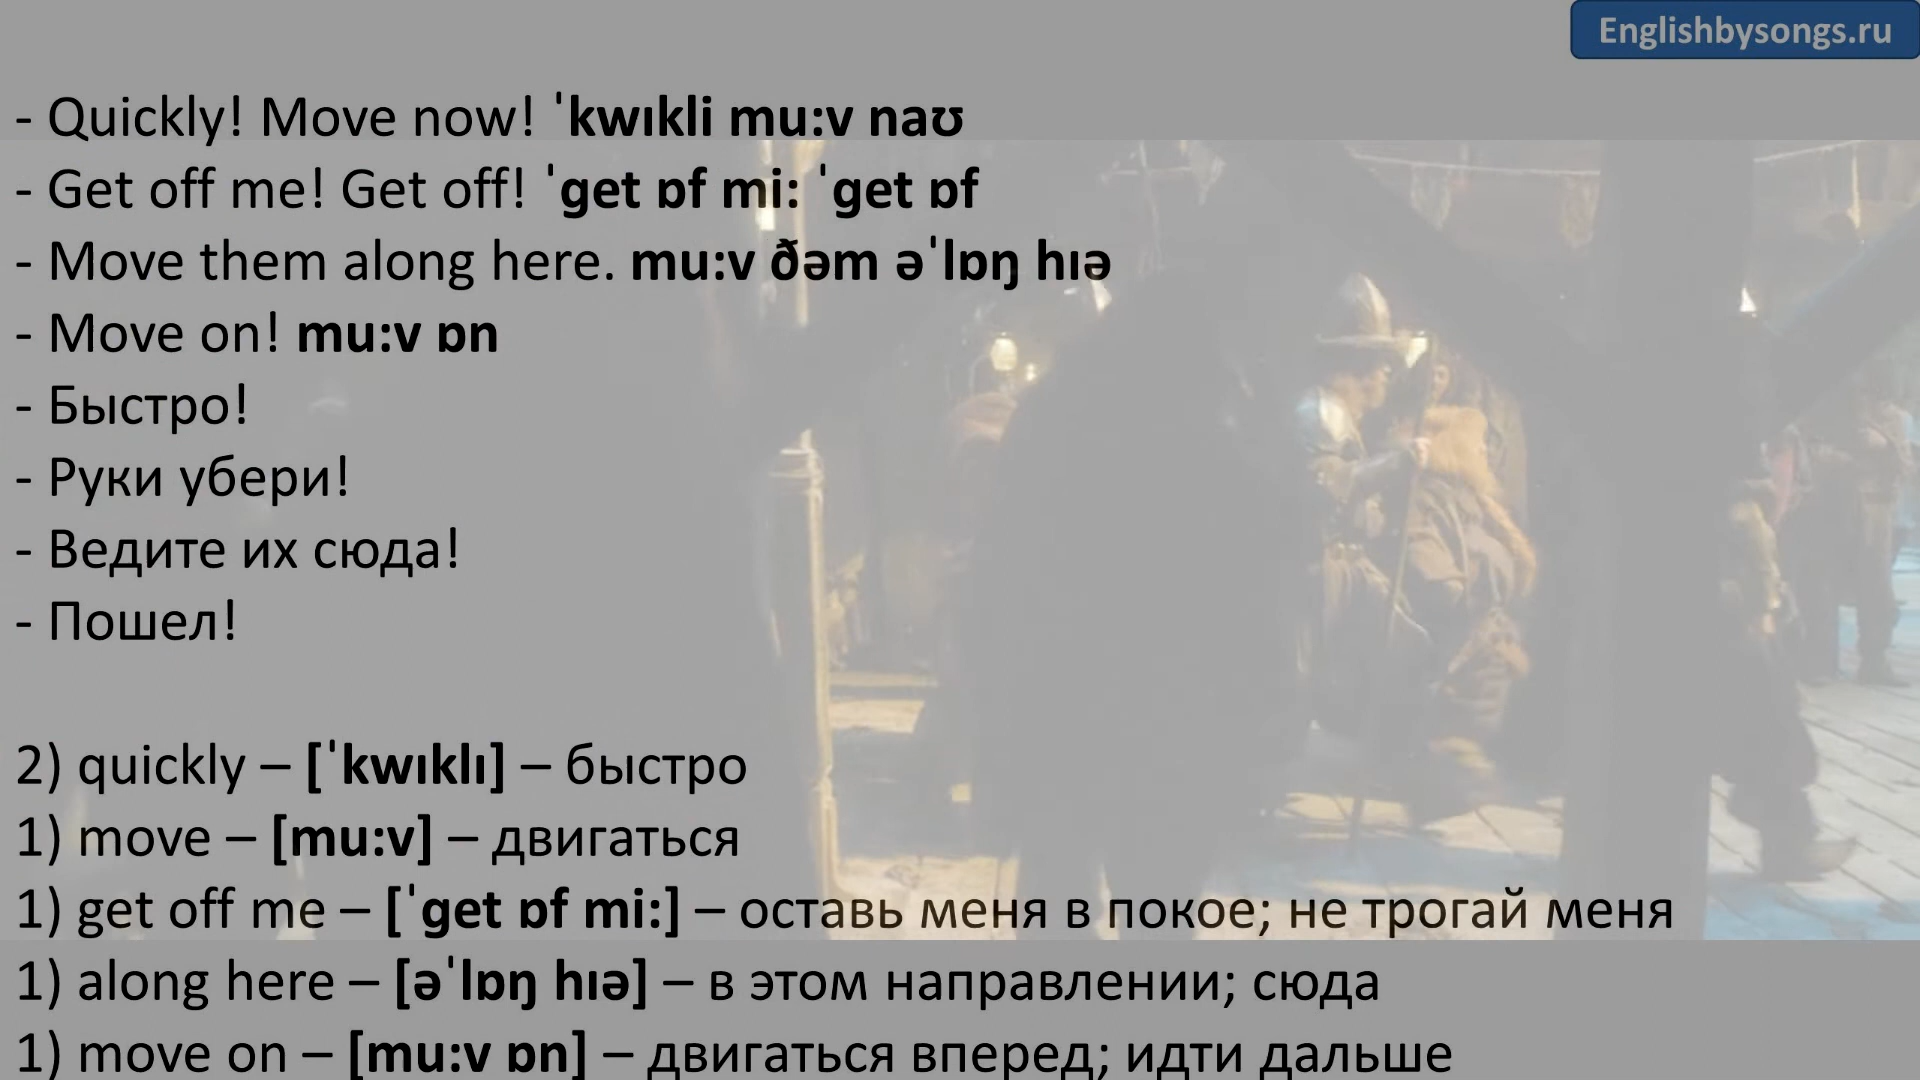 Englishbysongs.ru
- Quickly! Move now! ˈkwɪkli mu:v naʊ
- Get off me! Get off! ˈget ɒf mi: ˈget ɒf
- Move them along here. mu:v ðəm əˈlɒŋ hɪə
- Move on! mu:v ɒn
- Быстро!
- Руки убери!
- Ведите их сюда!
- Пошел!
2) quickly – [ˈkwɪklɪ] – быстро
1) move – [mu:v] – двигаться
1) get off me – [ˈget ɒf mi:] – оставь меня в покое; не трогай меня
1) along here – [əˈlɒŋ hɪə] – в этом направлении; сюда
1) move on – [mu:v ɒn] – двигаться вперед; идти дальше